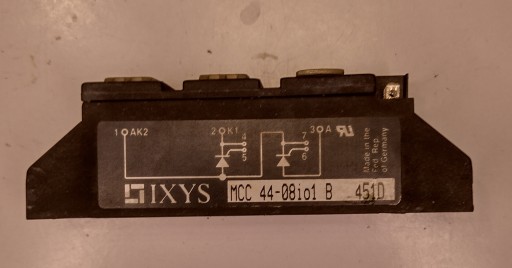 1 AK2 2 K1 3 A
4 7
5 6
Made in the
Fed. Rep.
of Germany
IXYS MCC 44-08io1 B 451D